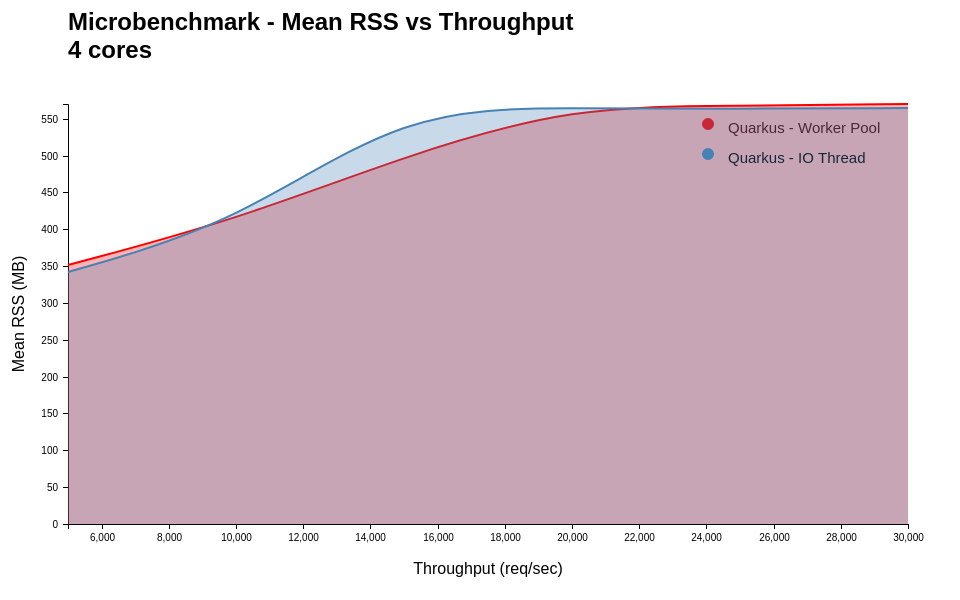 Microbenchmark - Mean RSS vs Throughput
4 cores
550
500
450
400
350
300
250
200
150
100
50
0
Mean RSS (MB)
Quarkus - Worker Pool
Quarkus - IO Thread
6,000 8,000 10,000 12,000 14,000 16,000 18,000 20,000 22,000 24,000 26,000 28,000 30,000
Throughput (req/sec)